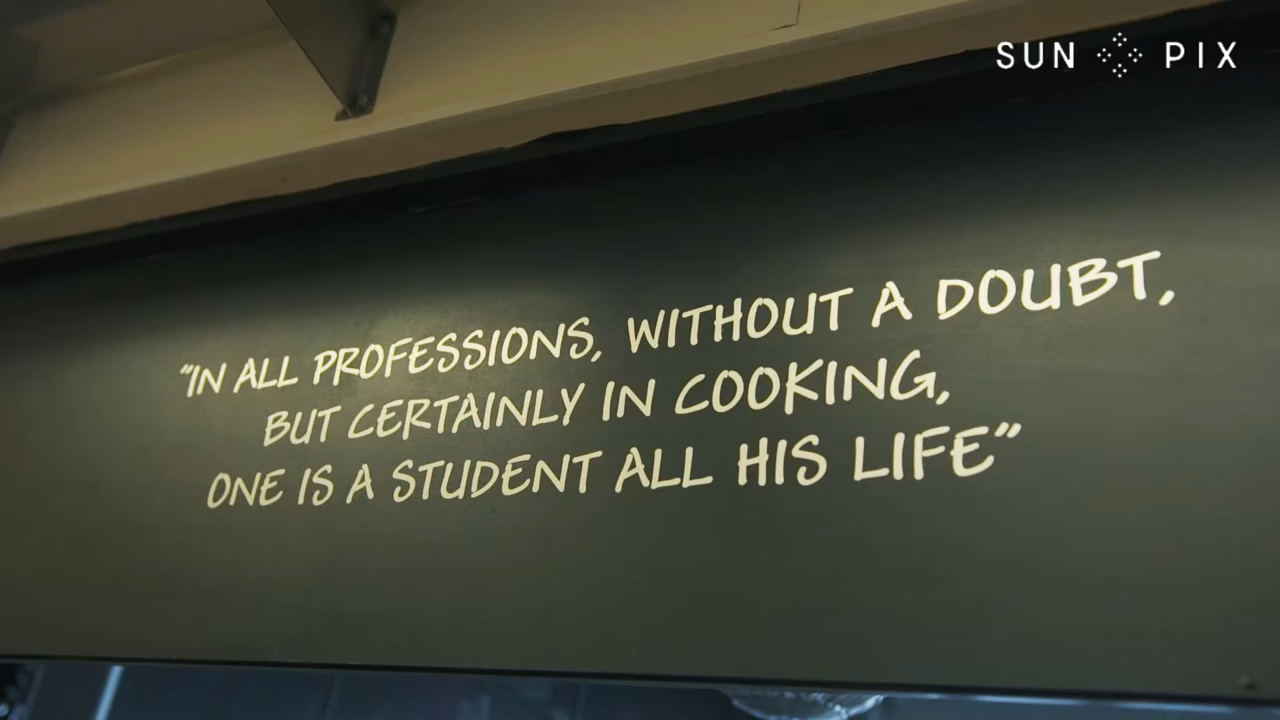 SUN PIX
"IN ALL PROFESSIONS, WITHOUT A DOUBT,
BUT CERTAINLY IN COOKING,
ONE IS A STUDENT ALL HIS LIFE"